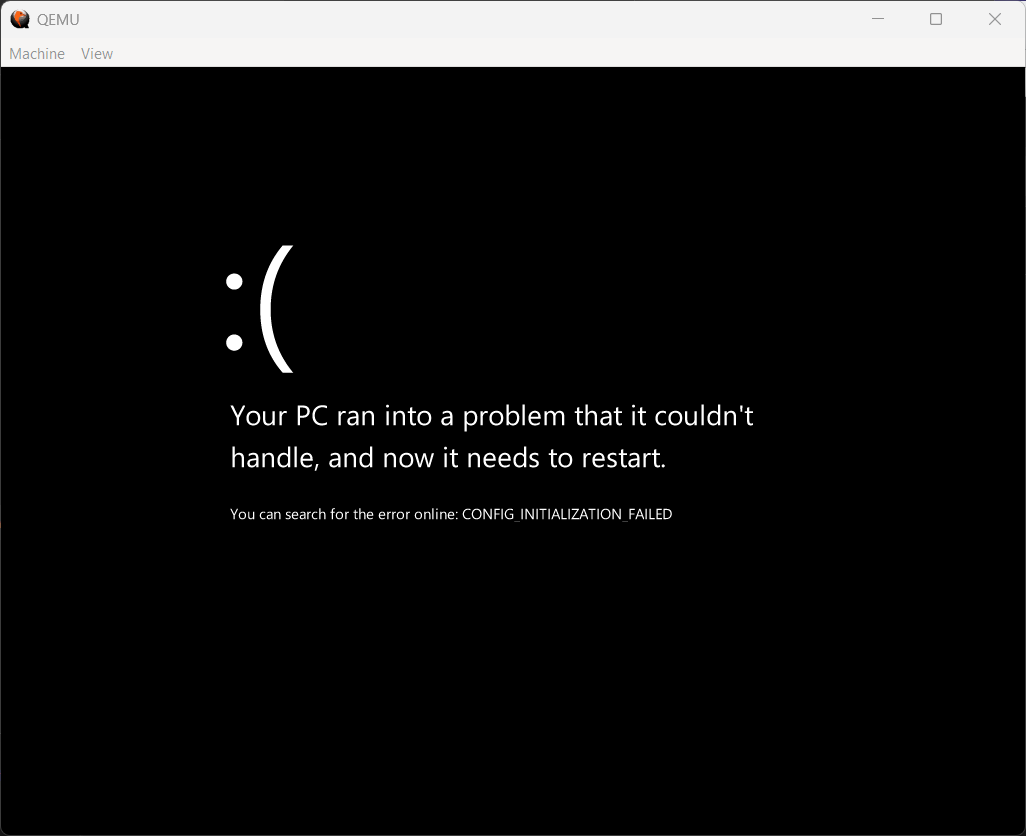 QEMU
Machine View
:(
Your PC ran into a problem that it couldn't
handle, and now it needs to restart.
You can search for the error online: CONFIG_INITIALIZATION_FAILED